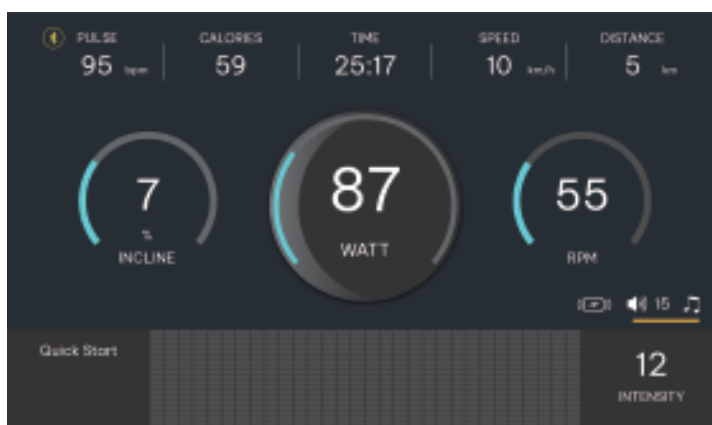 PULSE
95 bpm
CALORIES
59
TIME
25:17
SPEED
10 km/h
DISTANCE
5 km
7
%
INCLINE
87
WATT
55
RPM
15
Quick Start
12
INTENSITY